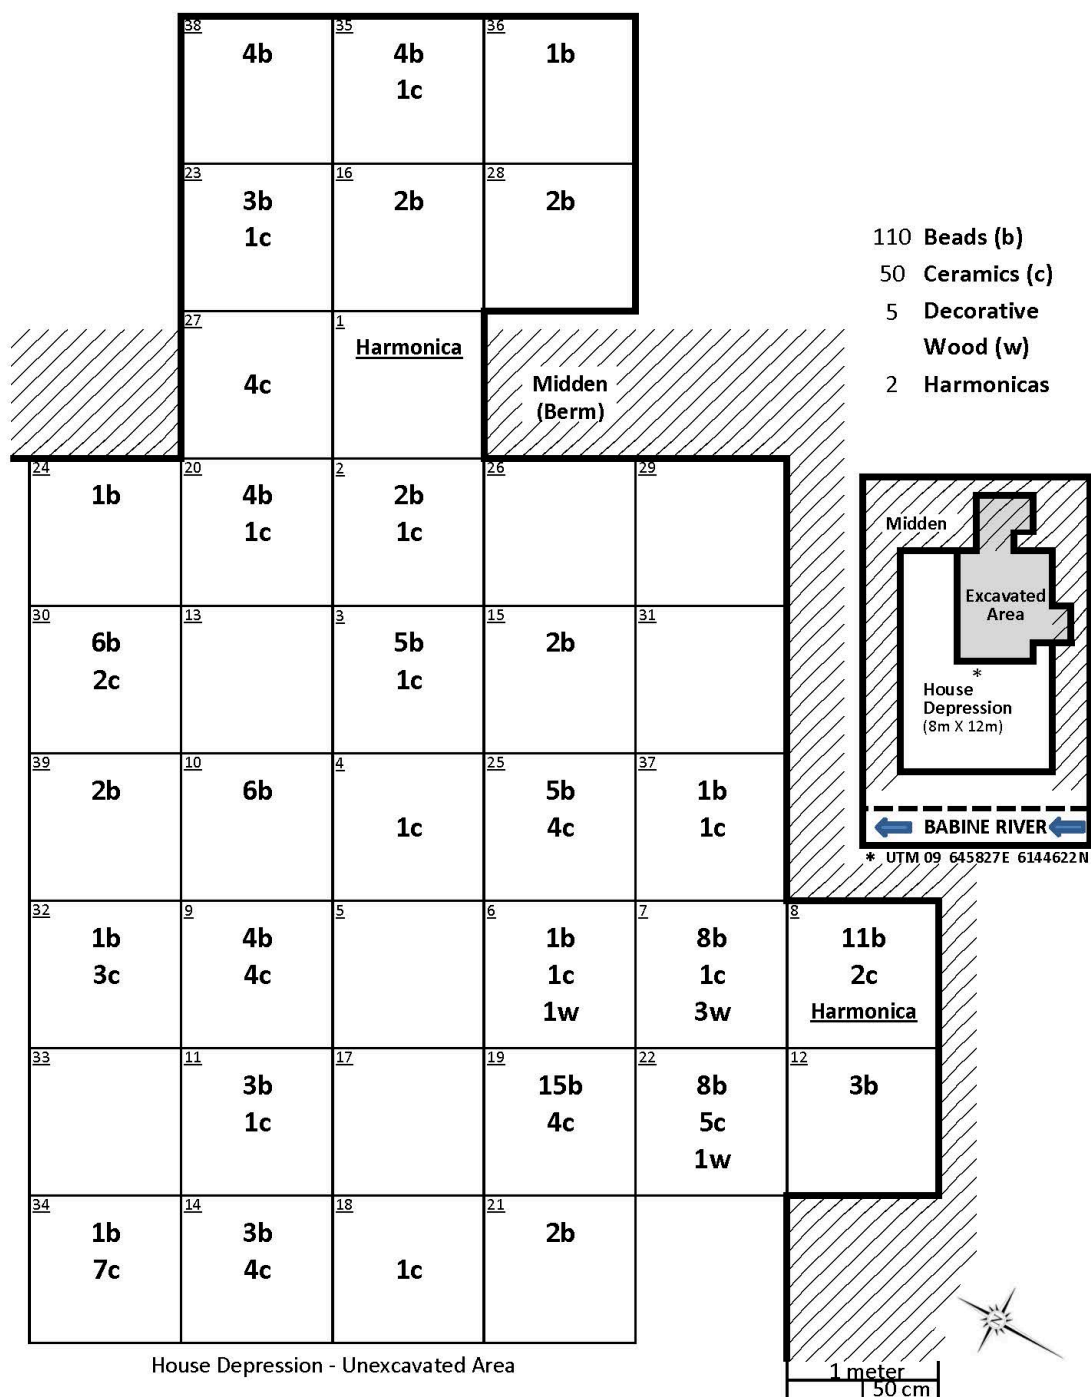 38 35 36
4b 4b 1b
1c
23 16 28
3b 2b 2b
1c
27 1
Harmonica
4c
Midden
(Berm)
110 Beads (b)
50 Ceramics (c)
5 Decorative
Wood (w)
2 Harmonicas
24 20 2 26 29
1b 4b 2b
1c 1c
30 13 3 15 31
6b 5b 2b
2c 1c
39 10 4 25 37
2b 6b 5b 1b
1c 4c 1c
32 9 5 6 7 8
1b 4b 1b 8b 11b
3c 4c 1c 1c 2c
1w 3w Harmonica
33 11 17 19 22 12
3b 15b 8b 3b
1c 4c 5c
1w
34 14 18 21
1b 3b 2b
7c 4c 1c
House Depression - Unexcavated Area
Midden
Excavated
Area
*
House
Depression
(8m X 12m)
BABINE RIVER
* UTM 09 645827E 6144622N
N
1 meter
50 cm